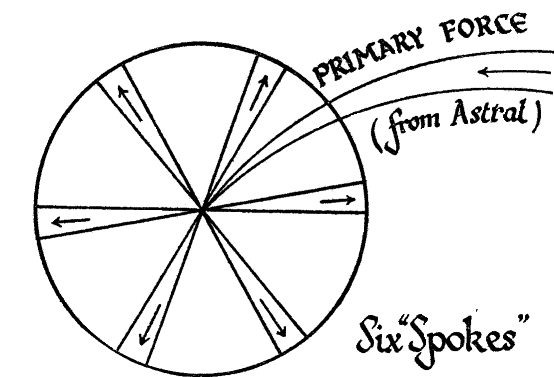 PRIMARY FORCE
(from Astral)
Six "Spokes"